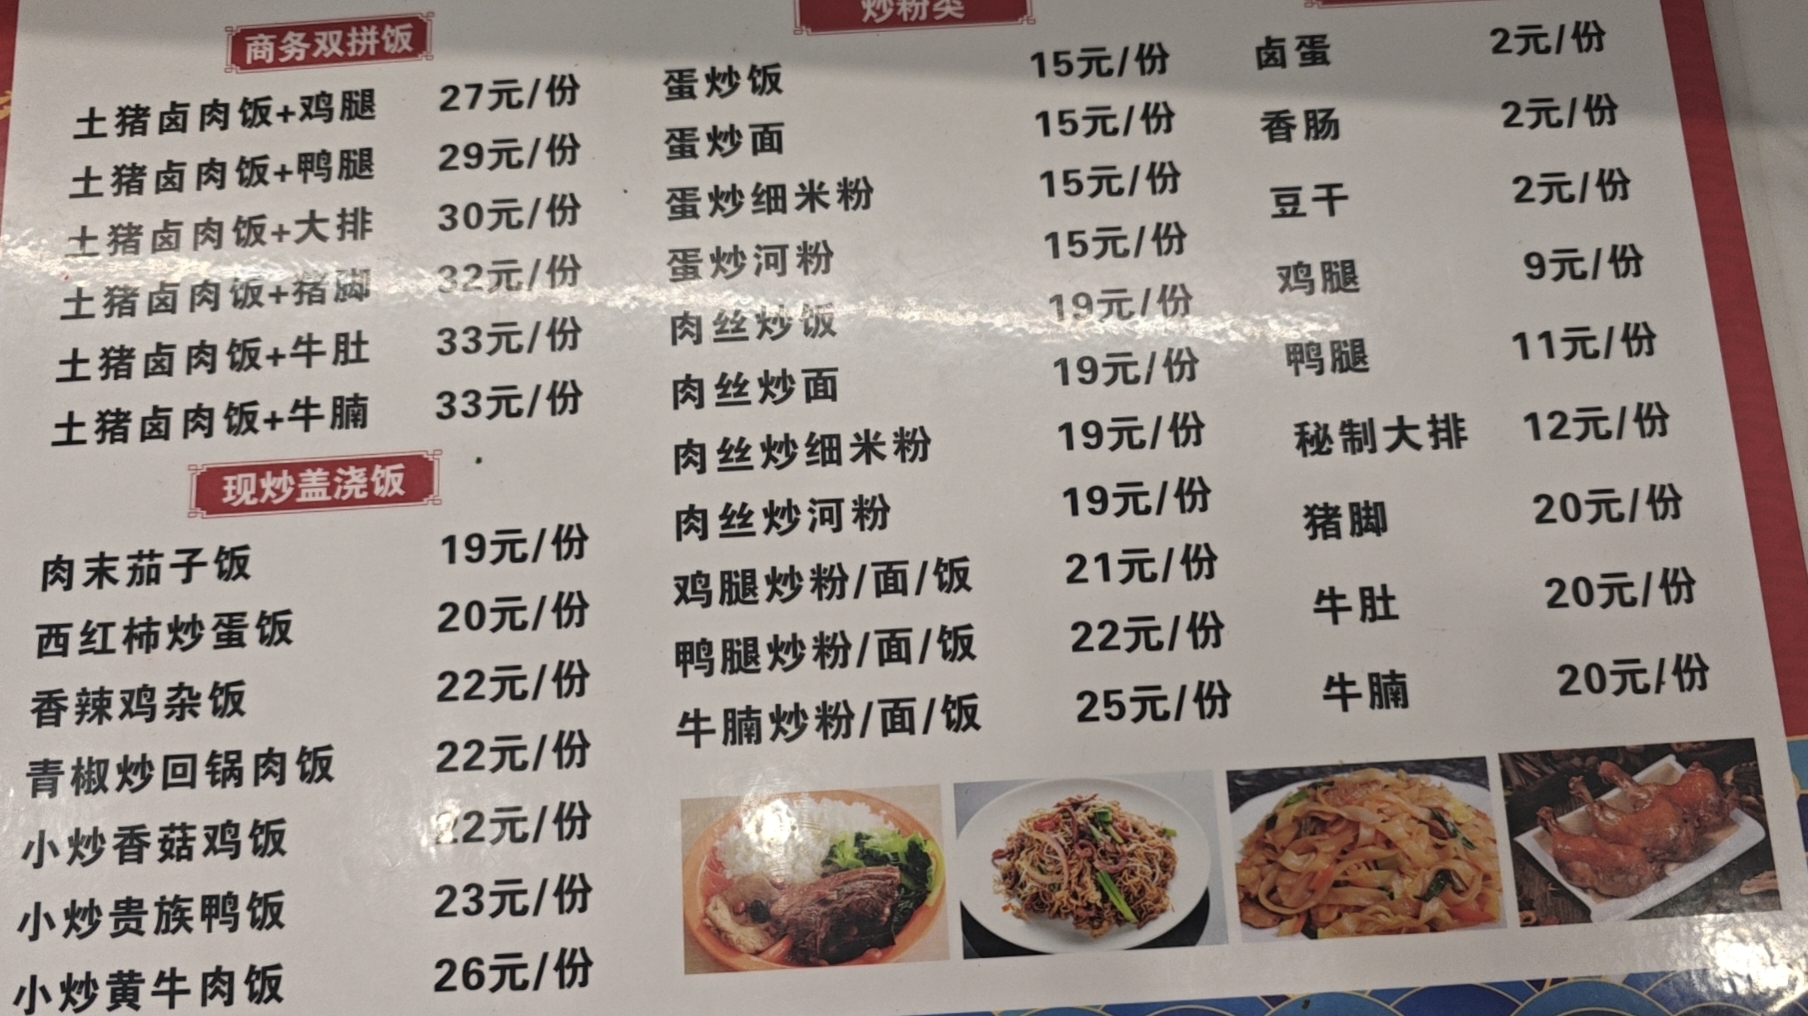 商务双拼饭
土猪卤肉饭+鸡腿 27元/份
土猪卤肉饭+鸭腿 29元/份
土猪卤肉饭+大排 30元/份
土猪卤肉饭+猪脚 32元/份
土猪卤肉饭+牛肚 33元/份
土猪卤肉饭+牛腩 33元/份
现炒盖浇饭
肉末茄子饭 19元/份
西红柿炒蛋饭 20元/份
香辣鸡杂饭 22元/份
青椒炒回锅肉饭 22元/份
小炒香菇鸡饭 22元/份
小炒贵族鸭饭 23元/份
小炒黄牛肉饭 26元/份
炒粉类
蛋炒饭 15元/份
蛋炒面 15元/份
蛋炒细米粉 15元/份
蛋炒河粉 15元/份
肉丝炒饭 19元/份
肉丝炒面 19元/份
肉丝炒细米粉 19元/份
肉丝炒河粉 19元/份
鸡腿炒粉/面/饭 21元/份
鸭腿炒粉/面/饭 22元/份
牛腩炒粉/面/饭 25元/份
卤蛋 2元/份
香肠 2元/份
豆干 2元/份
鸡腿 9元/份
鸭腿 11元/份
秘制大排 12元/份
猪脚 20元/份
牛肚 20元/份
牛腩 20元/份